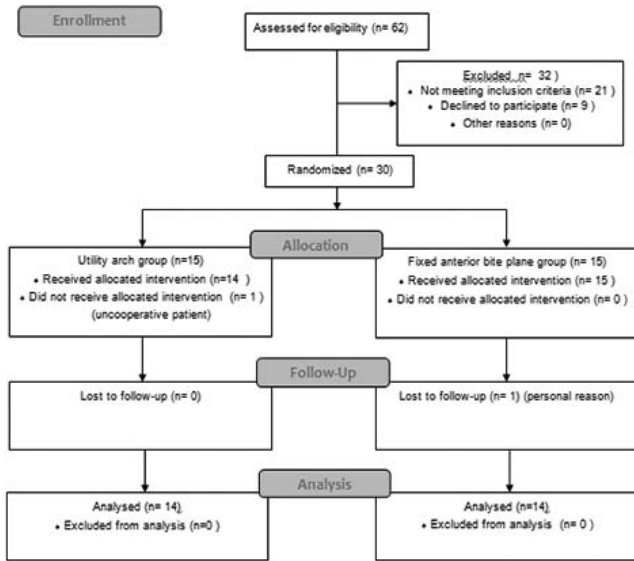 Enrollment
Assessed for eligibility (n= 62)
Excluded n= 32 )
• Not meeting inclusion criteria (n= 21 )
• Declined to participate (n= 9 )
• Other reasons (n= 0)
Randomized (n= 30)
Allocation
Utility arch group (n=15)
• Received allocated intervention (n=14 )
• Did not receive allocated intervention (n= 1 )
(uncooperative patient)
Fixed anterior bite plane group (n= 15)
• Received allocated intervention (n= 15 )
• Did not receive allocated intervention (n= 0 )
Follow-Up
Lost to follow-up (n= 0)
Lost to follow-up (n= 1) (personal reason)
Analysis
Analysed (n= 14)
• Excluded from analysis (n=0 )
Analysed (n=14)
• Excluded from analysis (n= 0 )